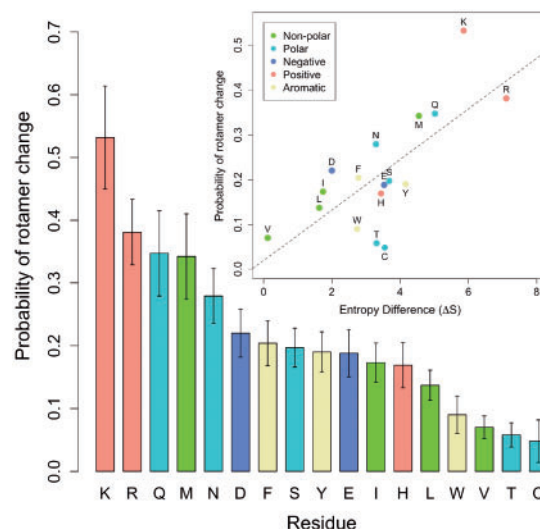 Probability of rotamer change
0.7
0.6
0.5
0.4
0.3
0.2
0.1
0.0
K R Q M N D F S Y E I H L W V T C
Residue
Probability of rotamer change
0.5
0.4
0.3
0.2
0.1
0.0
Non-polar
Polar
Negative
Positive
Aromatic
K
R
Q
M
N
D
F
S
E
Y
I
H
L
W
V
T
C
0 2 4 6 8
Entropy Difference (ΔS)